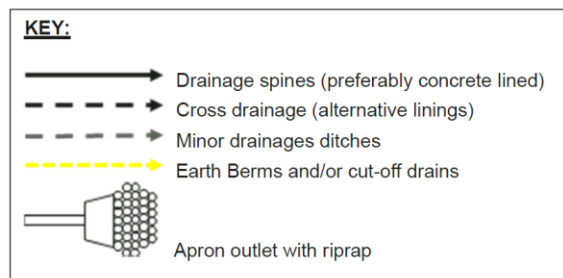 KEY:
Drainage spines (preferably concrete lined)
Cross drainage (alternative linings)
Minor drainages ditches
Earth Berms and/or cut-off drains
Apron outlet with riprap